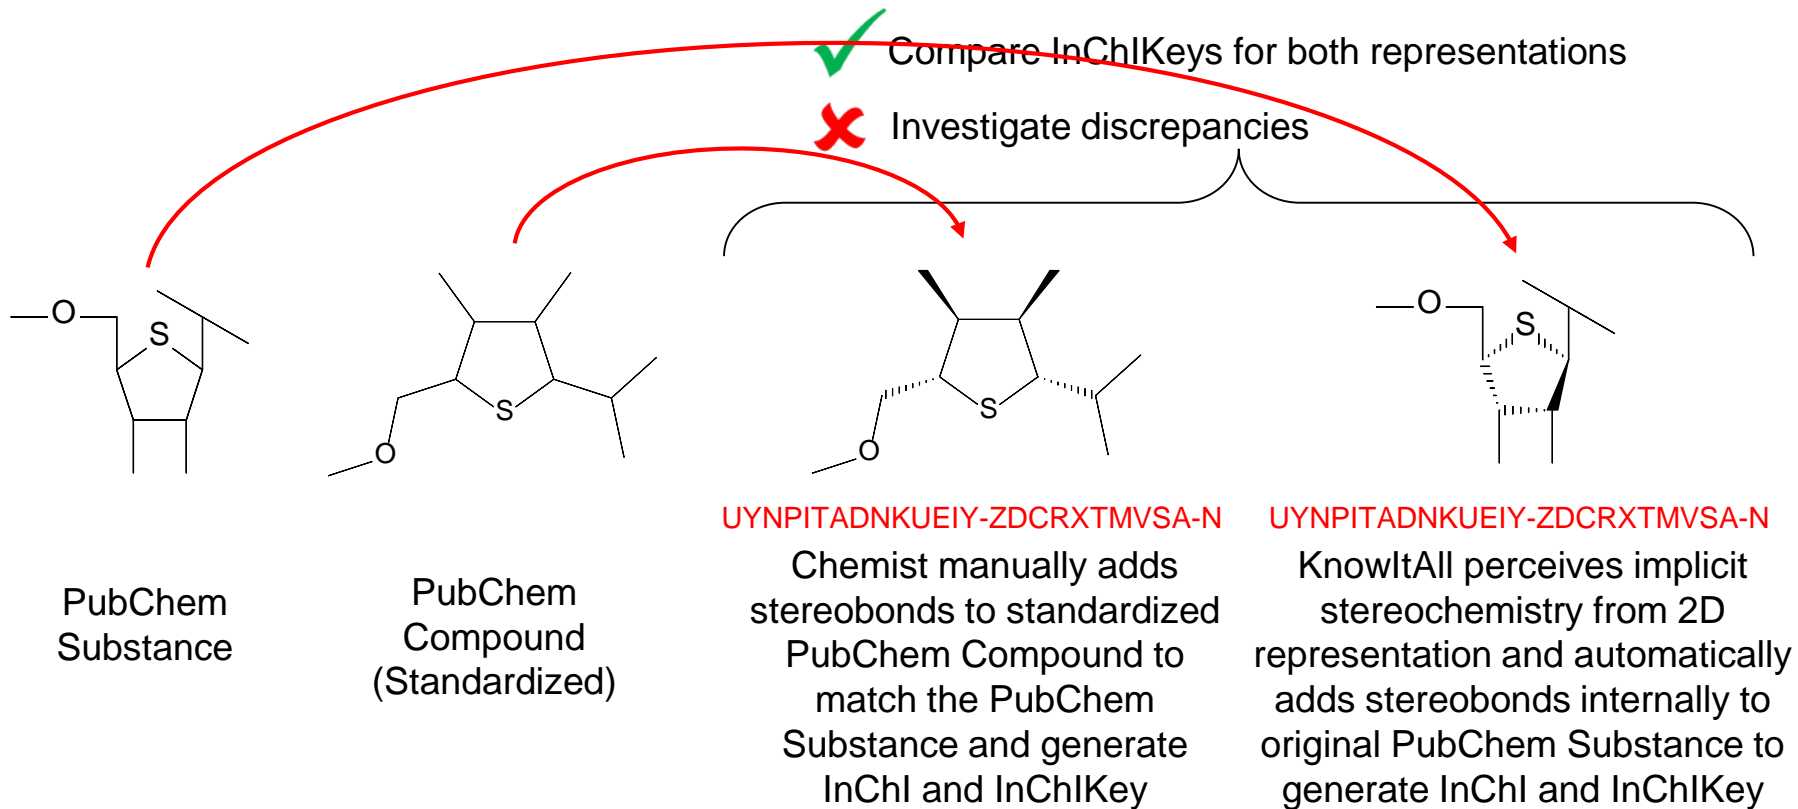 Compare InChIKeys for both representations
Investigate discrepancies
O
S
S
O
S
O
O
S
UYNPITADNKUEIY-ZDCRXTMVSA-N
UYNPITADNKUEIY-ZDCRXTMVSA-N
PubChem
Substance
PubChem
Compound
(Standardized)
Chemist manually adds
stereobonds to standardized
PubChem Compound to
match the PubChem
Substance and generate
InChI and InChIKey
KnowItAll perceives implicit
stereochemistry from 2D
representation and automatically
adds stereobonds internally to
original PubChem Substance to
generate InChI and InChIKey